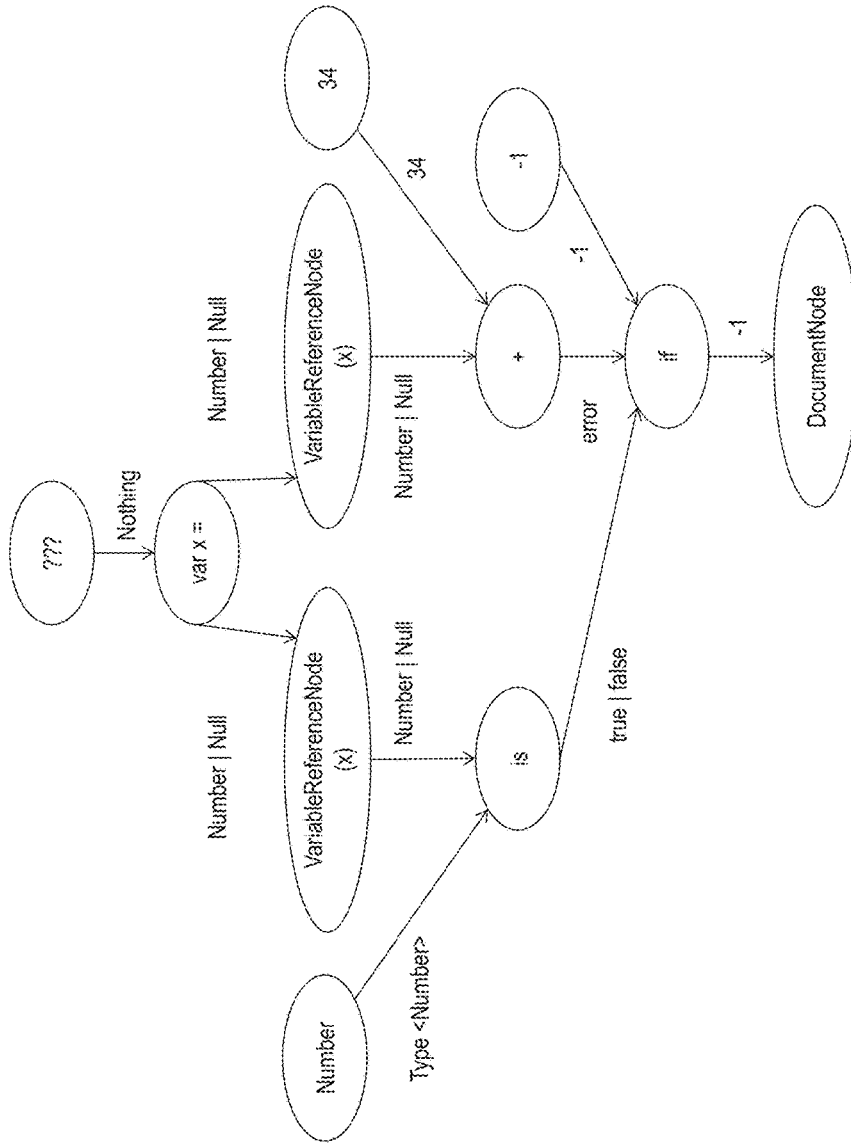 ???
Nothing
var x =
Number | Null
Number | Null
Number
VariableReferenceNode
(x)
VariableReferenceNode
(x)
34
Type <Number>
Number | Null
Number | Null
34
is
+
-1
true | false
error
-1
if
-1
DocumentNode